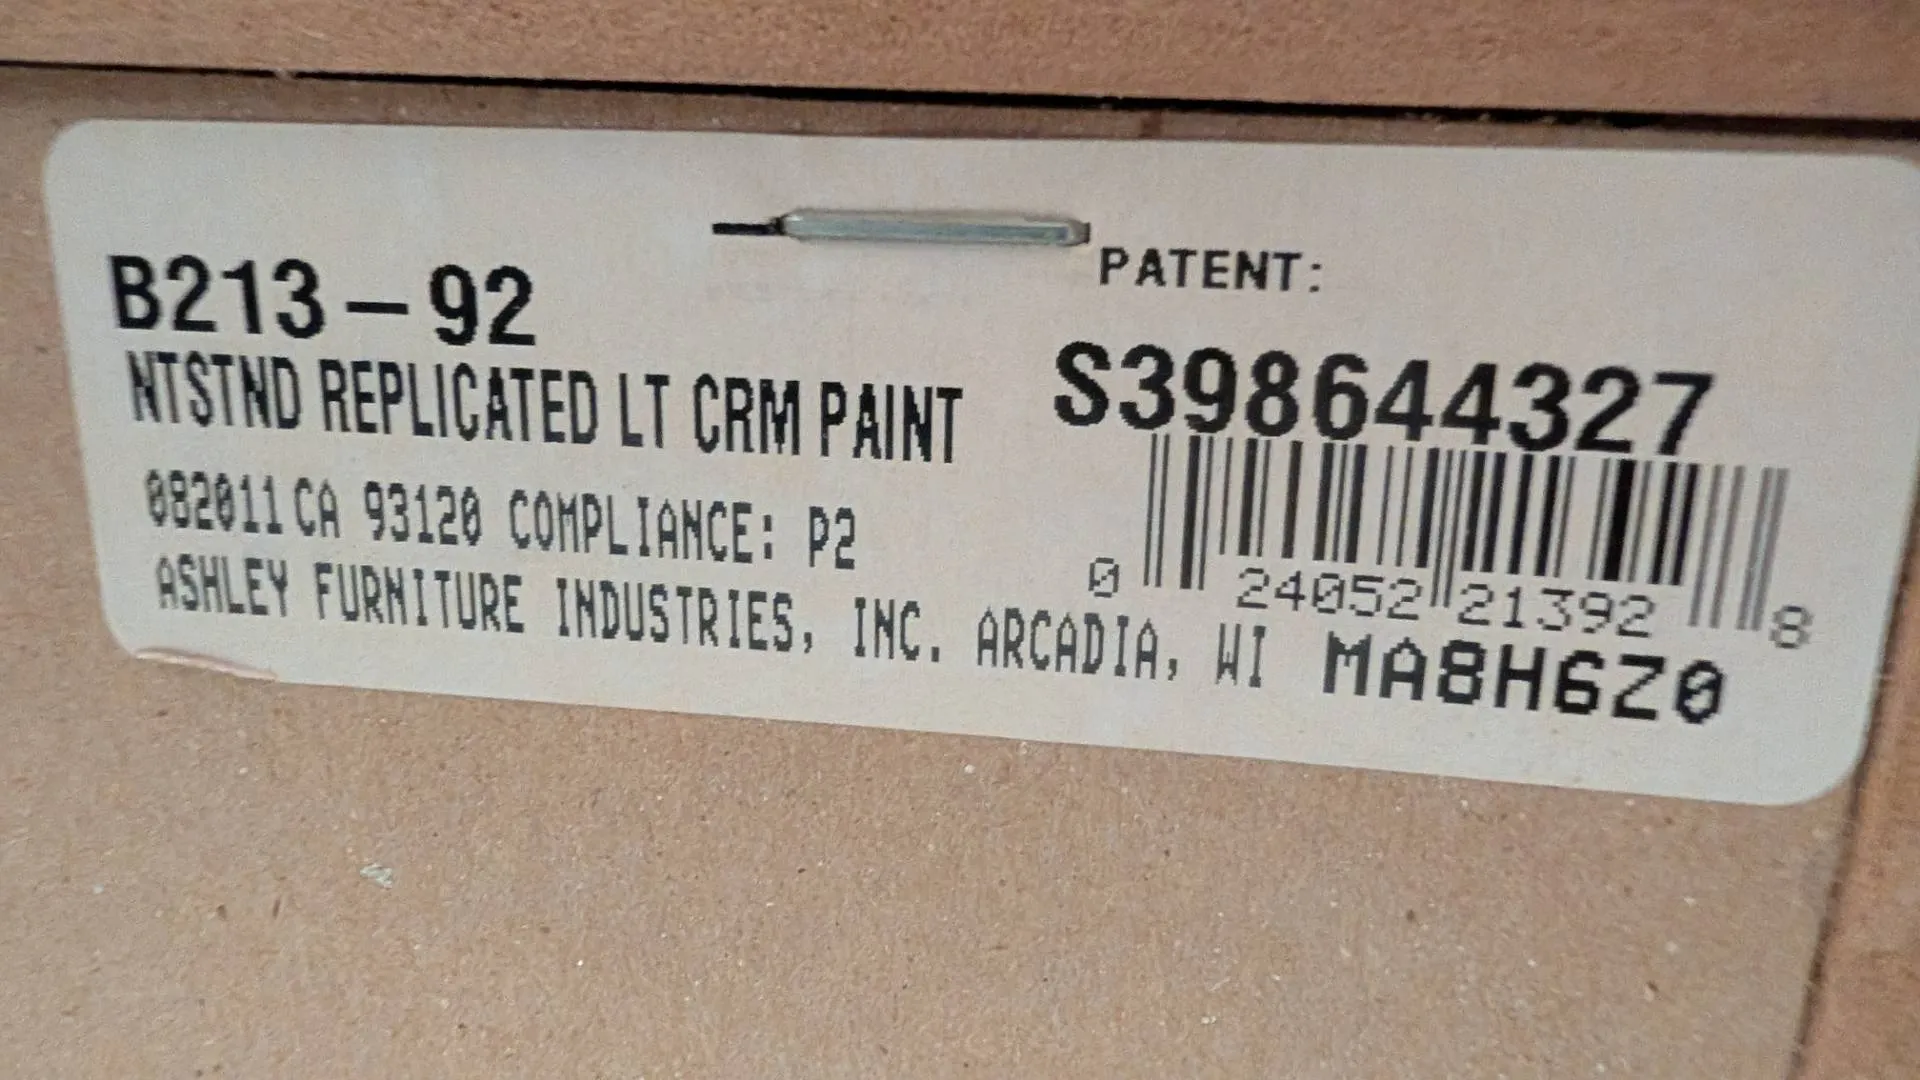 PATENT:
B213-92
NTSTND REPLICATED LT CRM PAINT
S398644327
082011 CA 93120 COMPLIANCE: P2
0 24052 21392 8
ASHLEY FURNITURE INDUSTRIES, INC. ARCADIA, WI MA8H6Z0